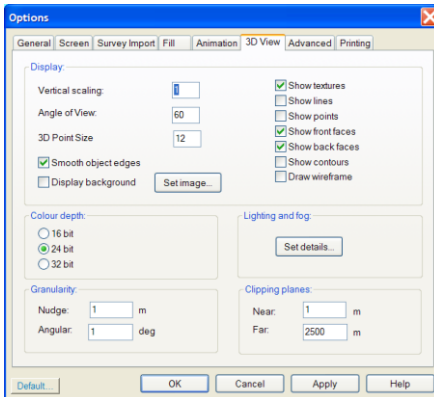 Options
General Screen Survey Import Fill Animation 3D View Advanced Printing
Display:
Vertical scaling: 1
Angle of View: 60
3D Point Size 12
Smooth object edges
Display background Set image...
Show textures
Show lines
Show points
Show front faces
Show back faces
Show contours
Draw wireframe
Colour depth:
16 bit
24 bit
32 bit
Lighting and fog:
Set details...
Granularity:
Nudge: 1 m
Angular: 1 deg
Clipping planes:
Near: 1 m
Far: 2500 m
Default... OK Cancel Apply Help